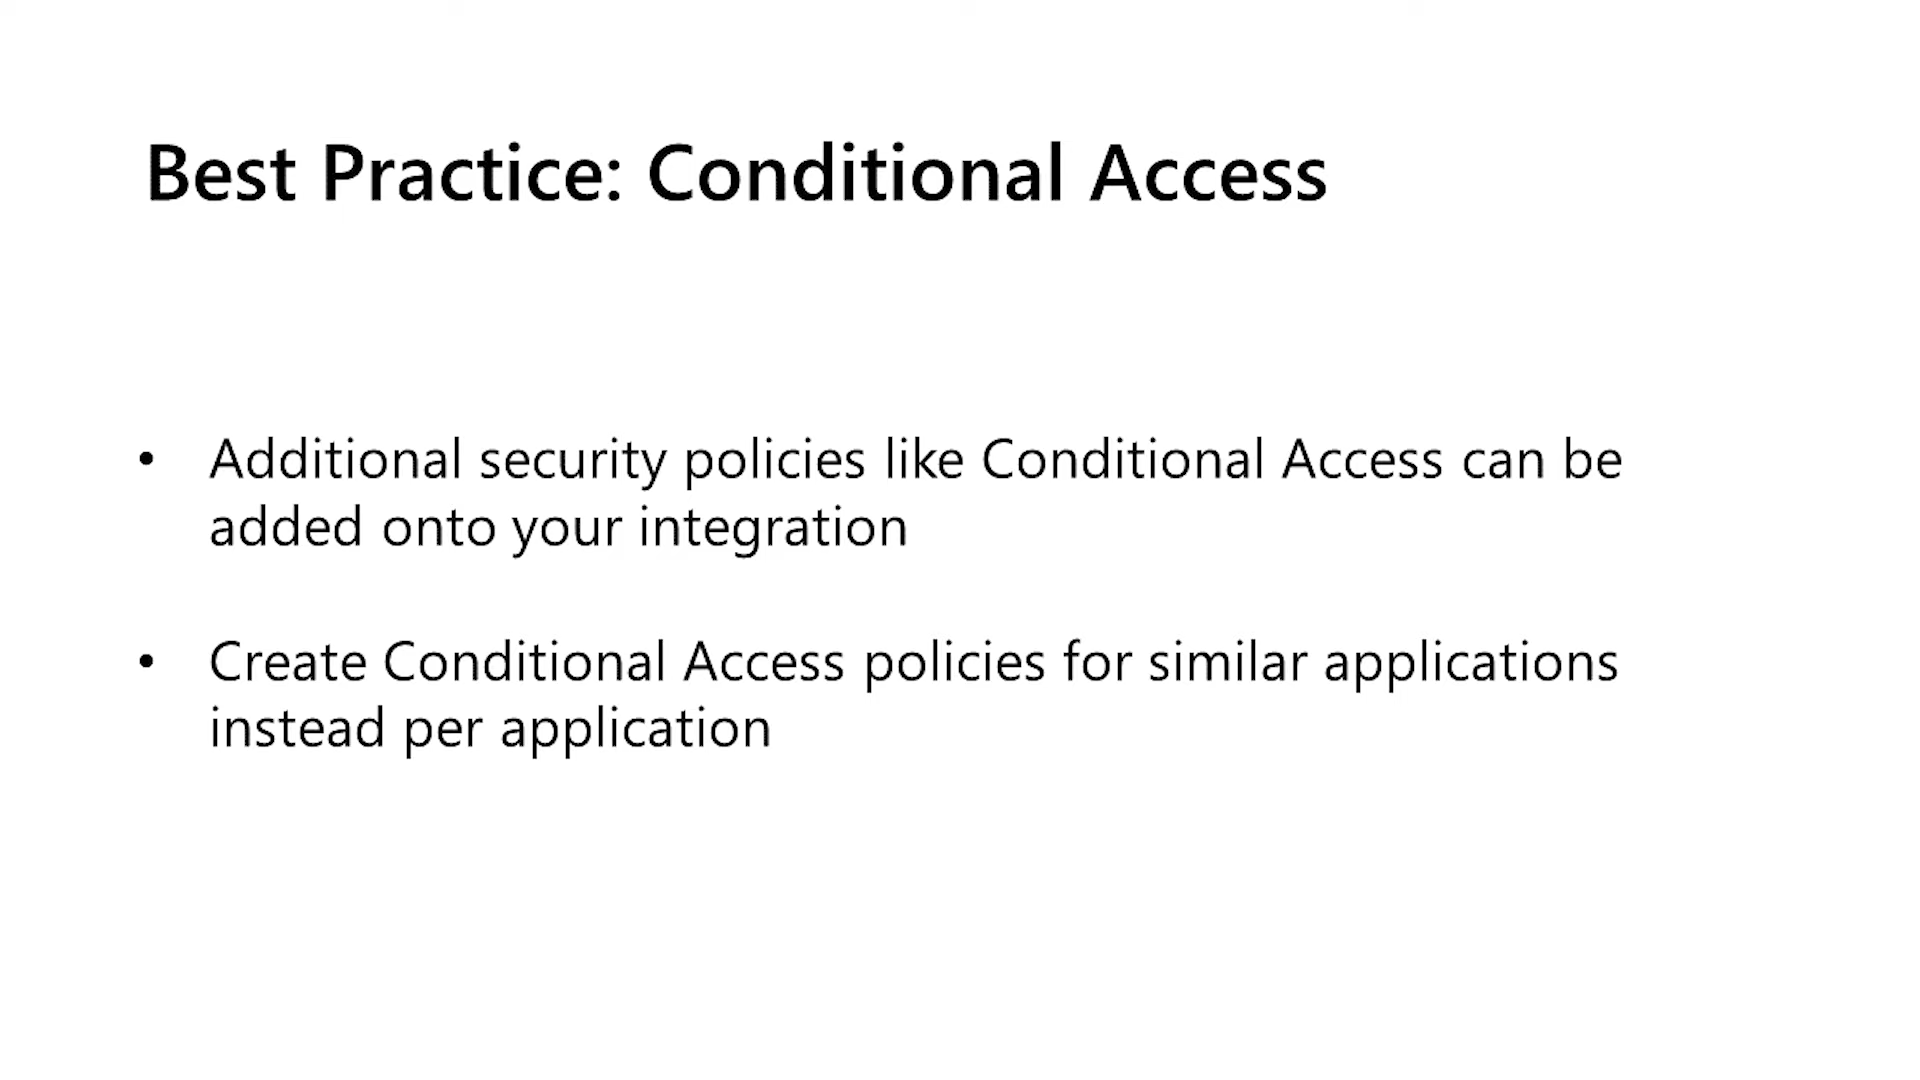 Best Practice: Conditional Access
• Additional security policies like Conditional Access can be
added onto your integration
• Create Conditional Access policies for similar applications
instead per application